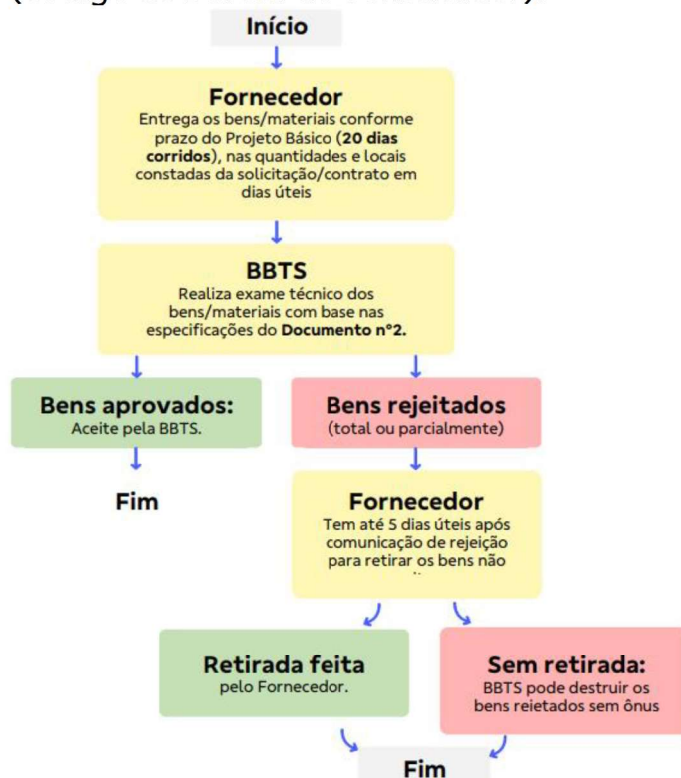 Início
Fornecedor
Entrega os bens/materiais conforme
prazo do Projeto Básico (20 dias
corridos), nas quantidades e locais
constadas da solicitação/contrato em
dias úteis
BBTS
Realiza exame técnico dos
bens/materiais com base nas
especificações do Documento nº2.
Bens aprovados:
Aceite pela BBTS.
Bens rejeitados
(total ou parcialmente)
Fim
Fornecedor
Tem até 5 dias úteis após
comunicação de rejeição
para retirar os bens não
Retirada feita
pelo Fornecedor.
Sem retirada:
BBTS pode destruir os
bens rejeitados sem ônus
Fim